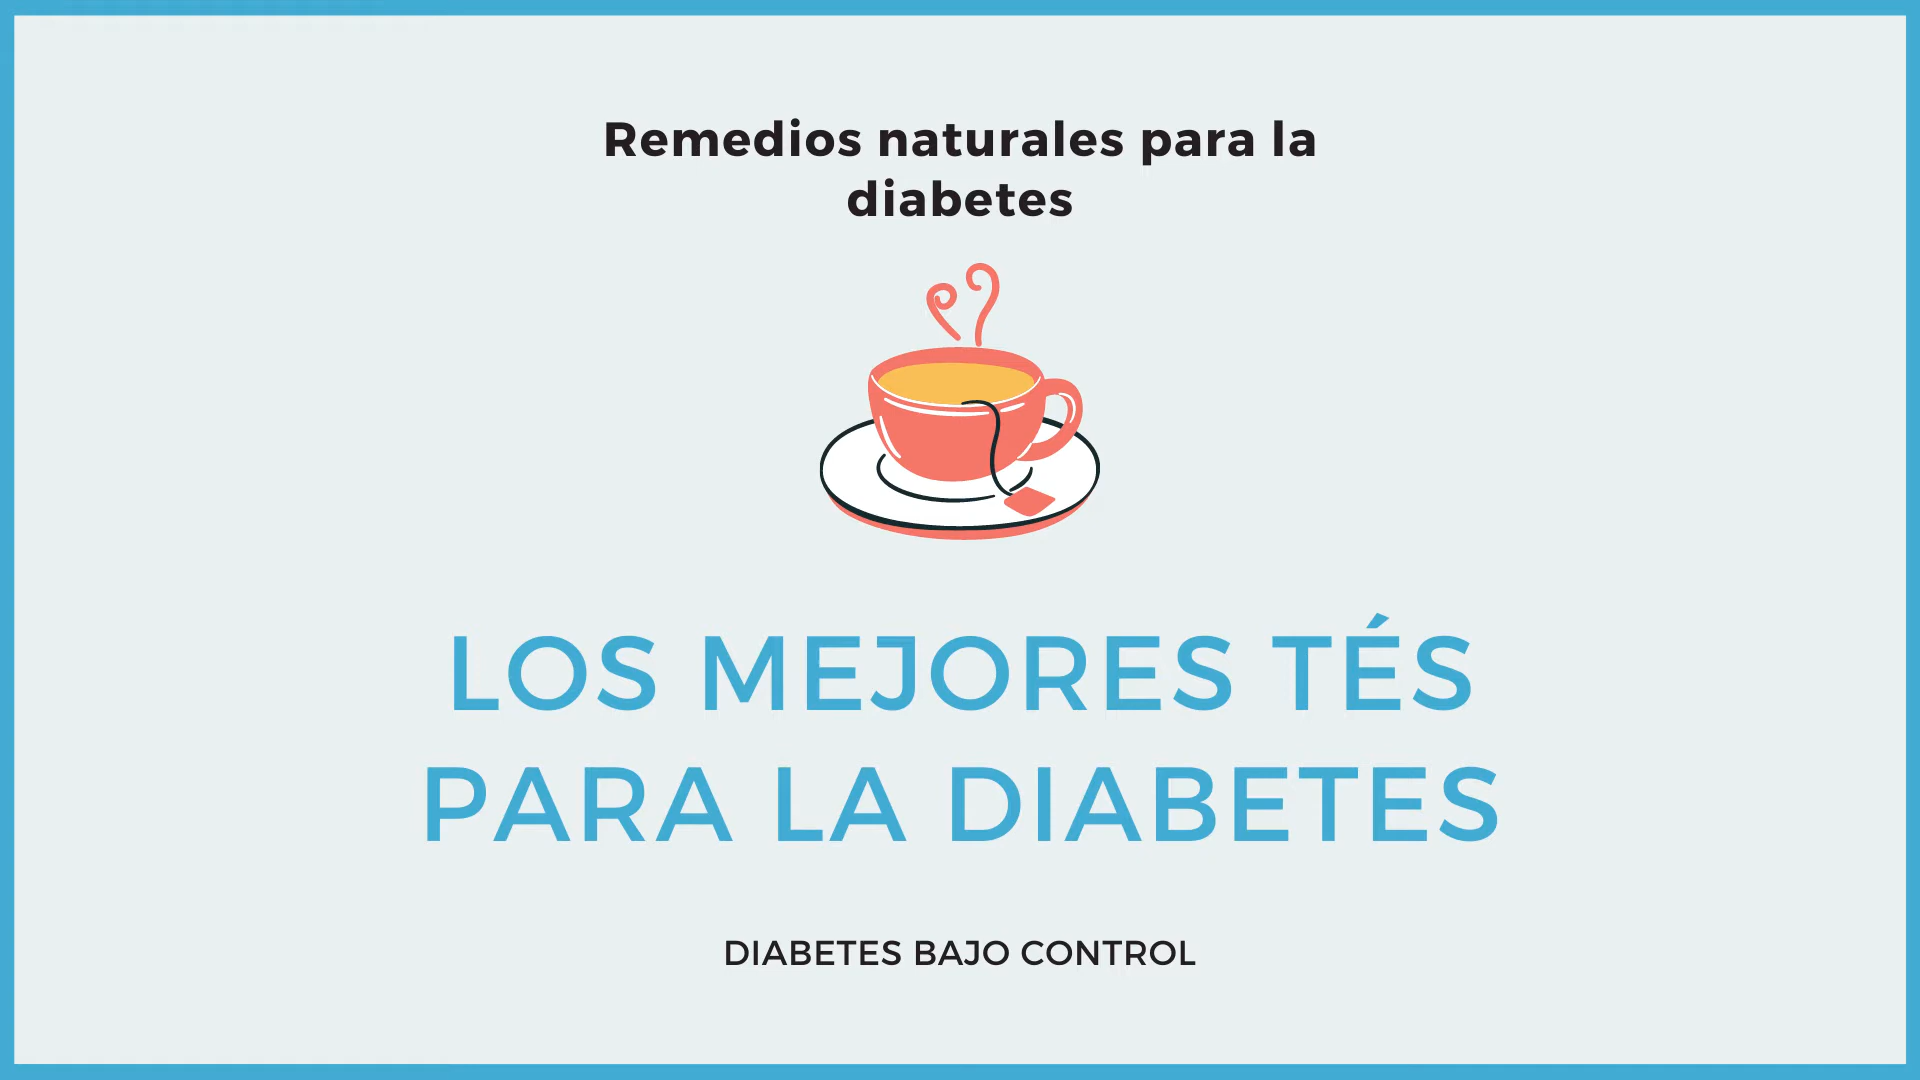 Remedios naturales para la
diabetes
LOS MEJORES TÉS
PARA LA DIABETES
DIABETES BAJO CONTROL